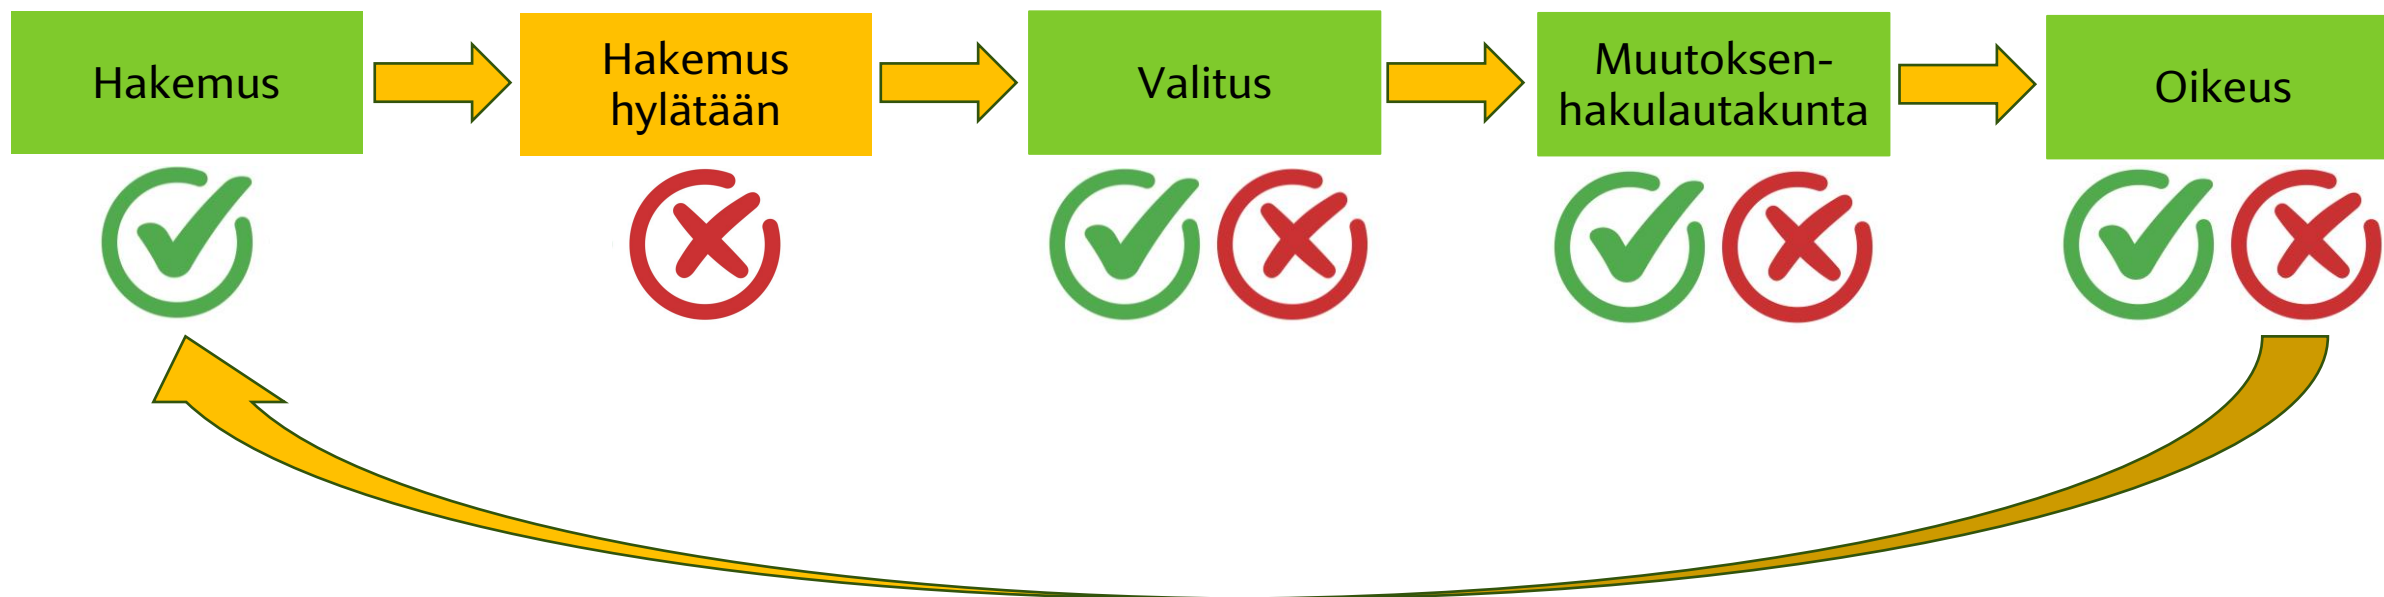 Hakemus
Hakemus
hylätään
Valitus
Muutoksen-
hakulautakunta
Oikeus